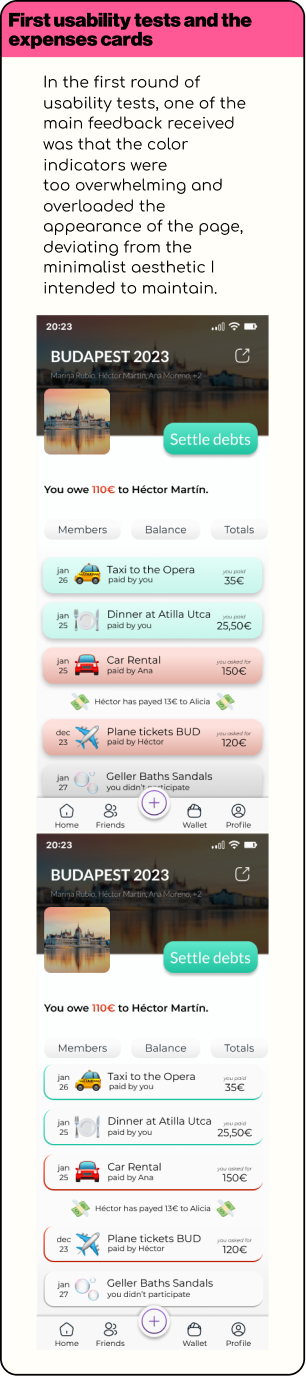 First usability tests and the
expenses cards
In the first round of
usability tests, one of the
main feedback received
was that the color
indicators were
too overwhelming and
overloaded the
appearance of the page,
deviating from the
minimalist aesthetic I
intended to maintain.
20:23
BUDAPEST 2023
Marina Rubio, Héctor Martín, Ana Moreno, +2
Settle debts
You owe 110€ to Héctor Martín.
Members Balance Totals
jan 26 Taxi to the Opera you paid
paid by you 35€
jan 25 Dinner at Atilla Utca you paid
paid by you 25,50€
jan 25 Car Rental you asked for
paid by Ana 150€
Héctor has payed 13€ to Alicia
dec 23 Plane tickets BUD you asked for
paid by Héctor 120€
jan 27 Geller Baths Sandals
you didn't participate
Home Friends Wallet Profile
20:23
BUDAPEST 2023
Marina Rubio, Héctor Martín, Ana Moreno, +2
Settle debts
You owe 110€ to Héctor Martín.
Members Balance Totals
jan 26 Taxi to the Opera you paid
paid by you 35€
jan 25 Dinner at Atilla Utca you paid
paid by you 25,50€
jan 25 Car Rental you asked for
paid by Ana 150€
Héctor has payed 13€ to Alicia
dec 23 Plane tickets BUD you asked for
paid by Héctor 120€
jan 27 Geller Baths Sandals
you didn't participate
Home Friends Wallet Profile